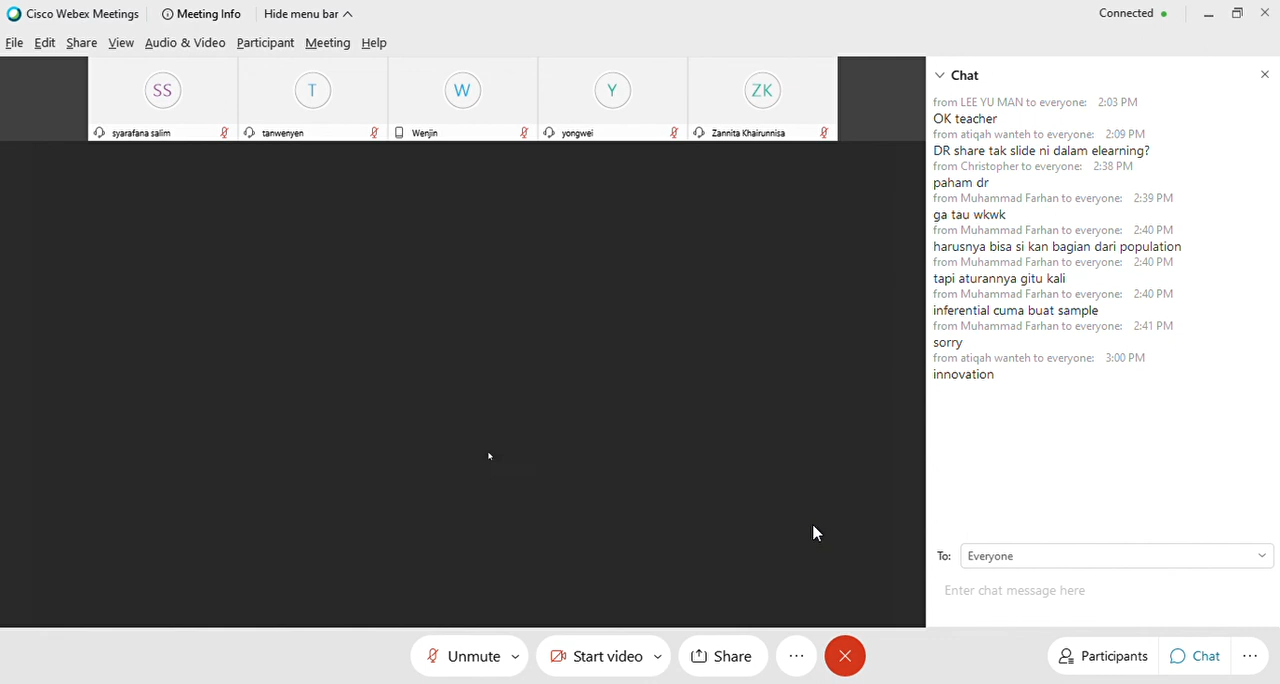 Cisco Webex Meetings
Meeting Info
Hide menu bar
Connected
File Edit Share View Audio & Video Participant Meeting Help
SS
T
W
Y
ZK
syarafana salim
tanwenyen
Wenjin
yongwei
Zannita Khairunnisa
Chat
from LEE YU MAN to everyone: 2:03 PM
OK teacher
from atiqah wanteh to everyone: 2:09 PM
DR share tak slide ni dalam elearning?
from Christopher to everyone: 2:38 PM
paham dr
from Muhammad Farhan to everyone: 2:39 PM
ga tau wkwk
from Muhammad Farhan to everyone: 2:40 PM
harusnya bisa si kan bagian dari population
from Muhammad Farhan to everyone: 2:40 PM
tapi aturannya gitu kali
from Muhammad Farhan to everyone: 2:40 PM
inferential cuma buat sample
from Muhammad Farhan to everyone: 2:41 PM
sorry
from atiqah wanteh to everyone: 3:00 PM
innovation
To: Everyone
Enter chat message here
Unmute
Start video
Share
Participants
Chat